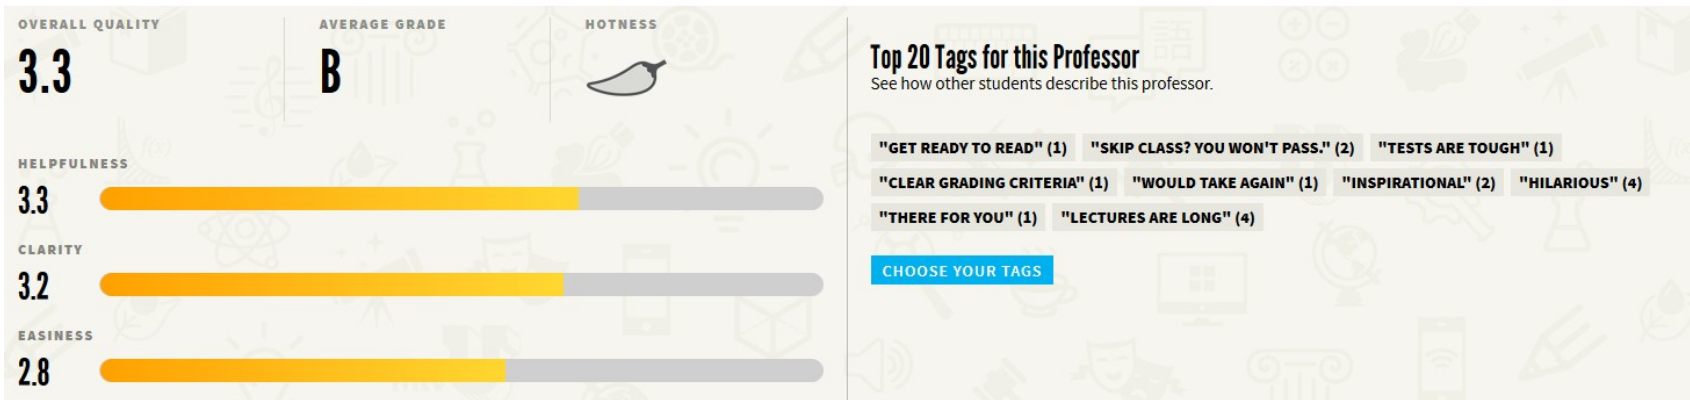 OVERALL QUALITY
3.3
AVERAGE GRADE
B
HOTNESS
HELPFULNESS
3.3
CLARITY
3.2
EASINESS
2.8
Top 20 Tags for this Professor
See how other students describe this professor.
"GET READY TO READ" (1) "SKIP CLASS? YOU WON'T PASS." (2) "TESTS ARE TOUGH" (1)
"CLEAR GRADING CRITERIA" (1) "WOULD TAKE AGAIN" (1) "INSPIRATIONAL" (2) "HILARIOUS" (4)
"THERE FOR YOU" (1) "LECTURES ARE LONG" (4)
CHOOSE YOUR TAGS